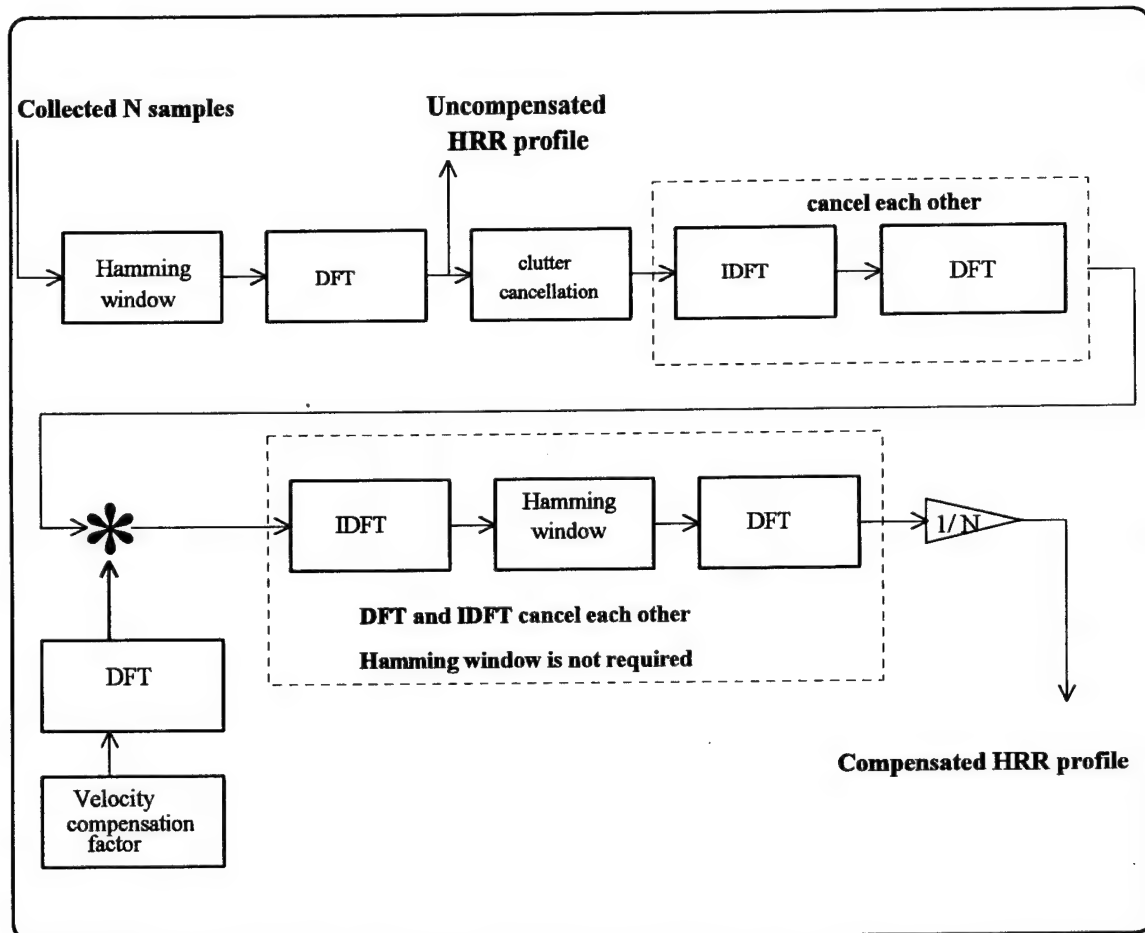 Collected N samples
Uncompensated
HRR profile
cancel each other
Hamming
window
DFT
clutter
cancellation
IDFT
DFT
*
IDFT
Hamming
window
DFT
1/ N
DFT and IDFT cancel each other
Hamming window is not required
DFT
Velocity
compensation
factor
Compensated HRR profile